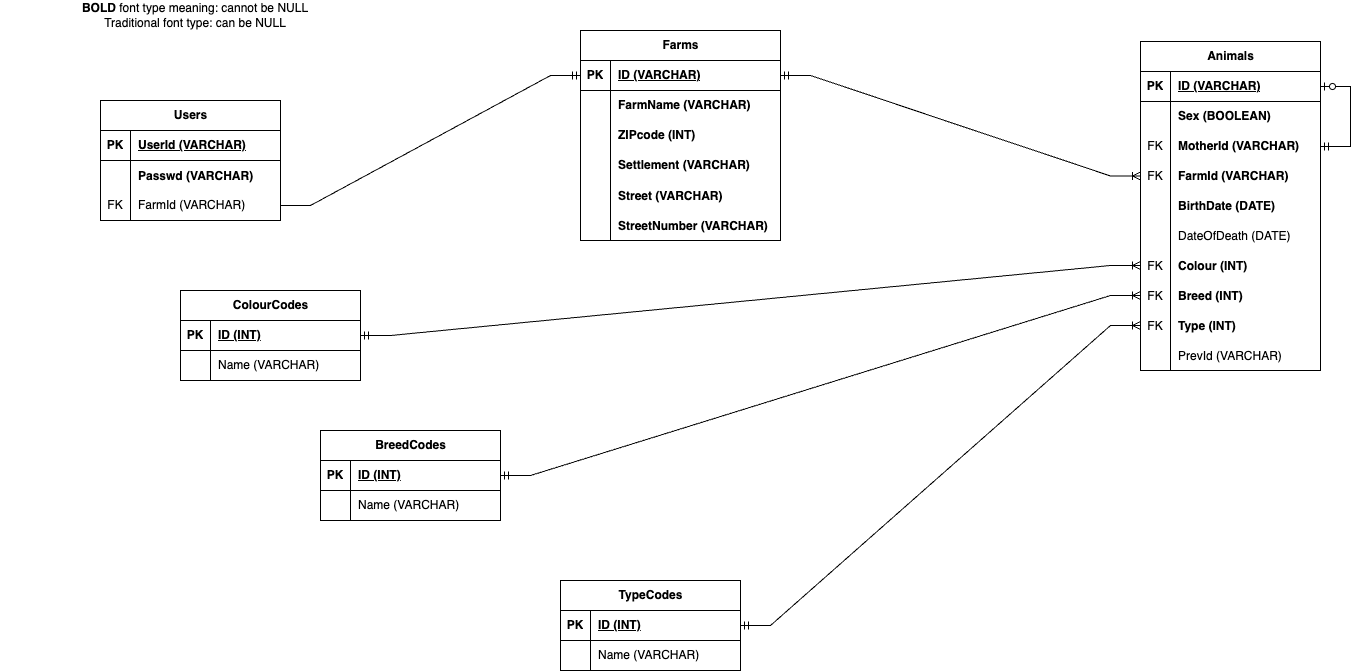 BOLD font type meaning: cannot be NULL
Traditional font type: can be NULL
Users
PK UserId (VARCHAR)
Passwd (VARCHAR)
FK FarmId (VARCHAR)
Farms
PK ID (VARCHAR)
FarmName (VARCHAR)
ZIPcode (INT)
Settlement (VARCHAR)
Street (VARCHAR)
StreetNumber (VARCHAR)
Animals
PK ID (VARCHAR)
Sex (BOOLEAN)
FK MotherId (VARCHAR)
FK FarmId (VARCHAR)
BirthDate (DATE)
DateOfDeath (DATE)
FK Colour (INT)
FK Breed (INT)
FK Type (INT)
PrevId (VARCHAR)
ColourCodes
PK ID (INT)
Name (VARCHAR)
BreedCodes
PK ID (INT)
Name (VARCHAR)
TypeCodes
PK ID (INT)
Name (VARCHAR)